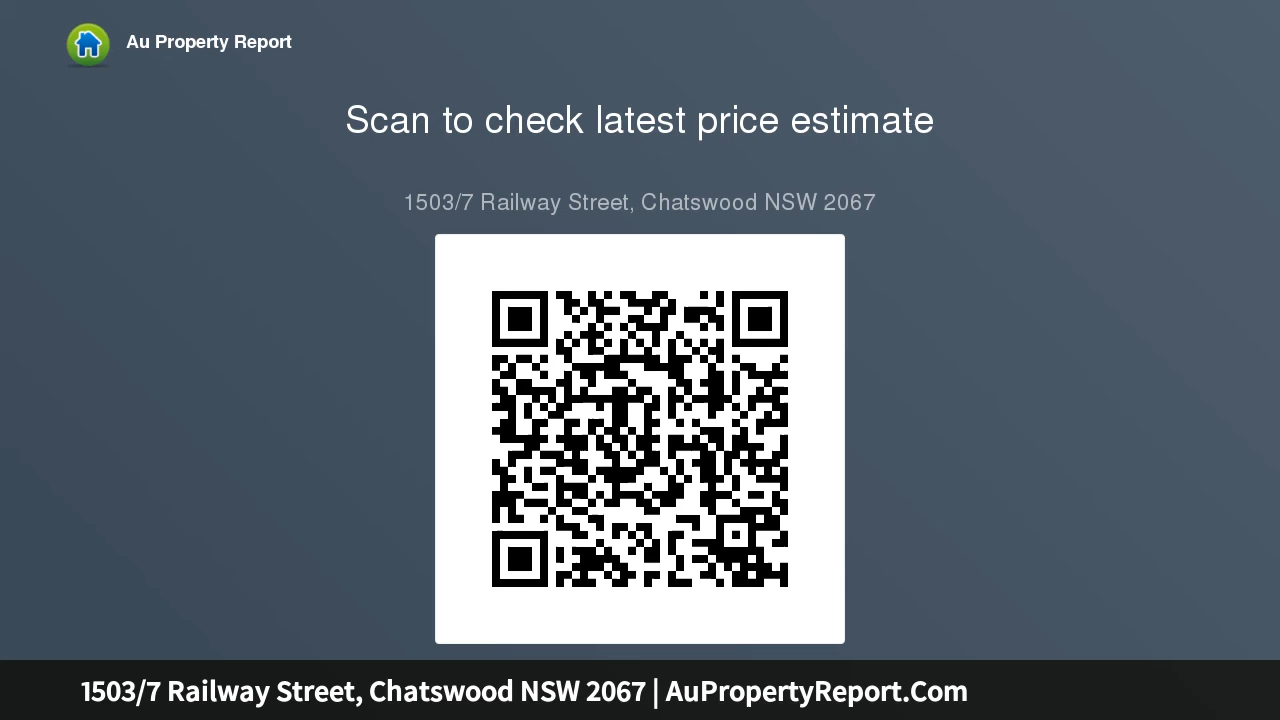 Au Property Report
Scan to check latest price estimate
1503/7 Railway Street, Chatswood NSW 2067
1503/7 Railway Street, Chatswood NSW 2067 | AuPropertyReport.Com